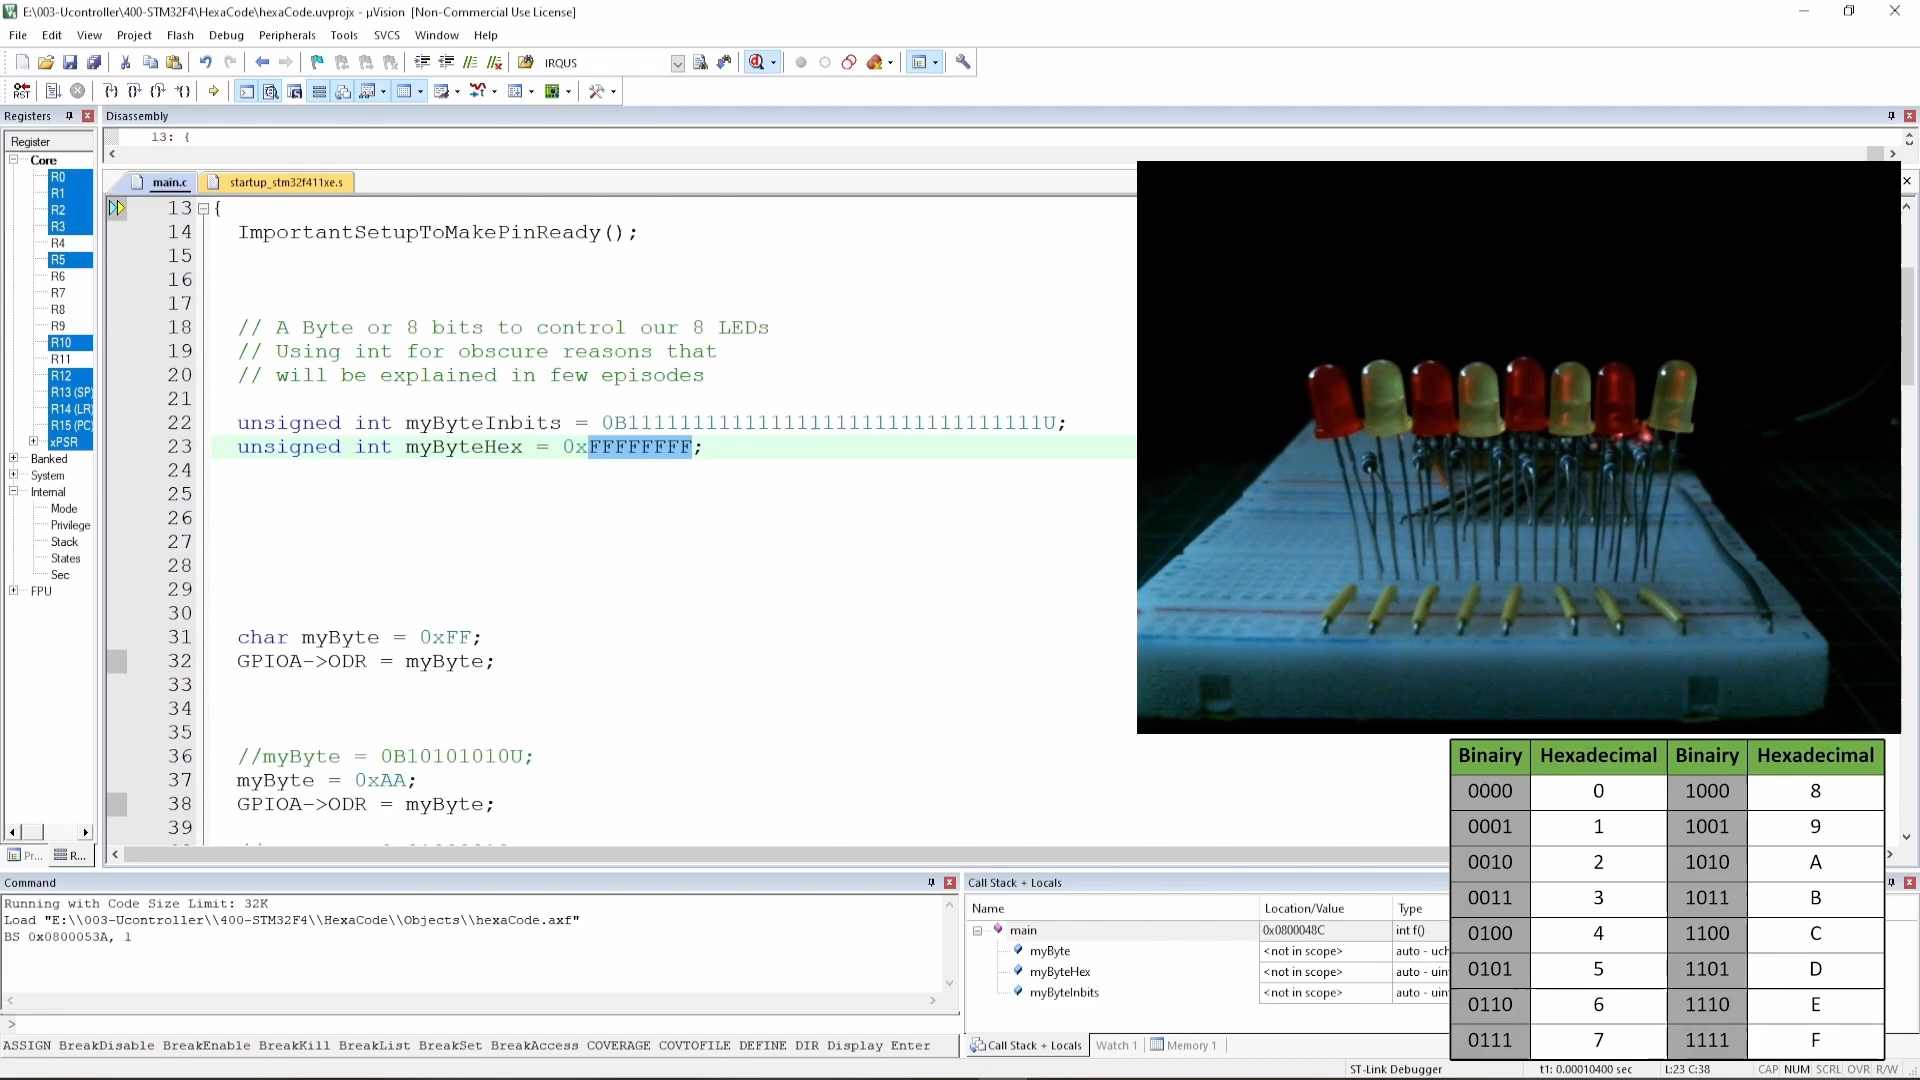 E:\003-Ucontroller\400-STM32F4\HexaCode\hexaCode.uvprojx - µVision [Non-Commercial Use License]
File Edit View Project Flash Debug Peripherals Tools SVCS Window Help
IRQUS
RST
Registers
Disassembly
Register
13: {
Core
R0
R1
R2
R3
R4
R5
R6
R7
R8
R9
R10
R11
R12
R13 (SP)
R14 (LR)
R15 (PC)
xPSR
Banked
System
Internal
Mode
Privilege
Stack
States
Sec
FPU
Pr... R...
main.c startup_stm32f411xe.s
13 {
14 ImportantSetupToMakePinReady();
15
16
17
18 // A Byte or 8 bits to control our 8 LEDs
19 // Using int for obscure reasons that
20 // will be explained in few episodes
21
22 unsigned int myByteInbits = 0B11111111111111111111111111111111U;
23 unsigned int myByteHex = 0xFFFFFFFF;
24
25
26
27
28
29
30
31 char myByte = 0xFF;
32 GPIOA->ODR = myByte;
33
34
35
36 //myByte = 0B10101010U;
37 myByte = 0xAA;
38 GPIOA->ODR = myByte;
39
Binairy Hexadecimal Binairy Hexadecimal
0000 0 1000 8
0001 1 1001 9
0010 2 1010 A
0011 3 1011 B
0100 4 1100 C
0101 5 1101 D
0110 6 1110 E
0111 7 1111 F
Command
Running with Code Size Limit: 32K
Load "E:\\003-Ucontroller\\400-STM32F4\\HexaCode\\Objects\\hexaCode.axf"
BS 0x0800053A, 1
>
ASSIGN BreakDisable BreakEnable BreakKill BreakList BreakSet BreakAccess COVERAGE COVTOFILE DEFINE DIR Display Enter
Call Stack + Locals
Name Location/Value Type
main 0x0800048C int f()
myByte <not in scope> auto - uch
myByteHex <not in scope> auto - uin
myByteInbits <not in scope> auto - uin
Call Stack + Locals Watch 1 Memory 1
ST-Link Debugger t1: 0.00010400 sec L:23 C:38 CAP NUM SCRL OVR R/W